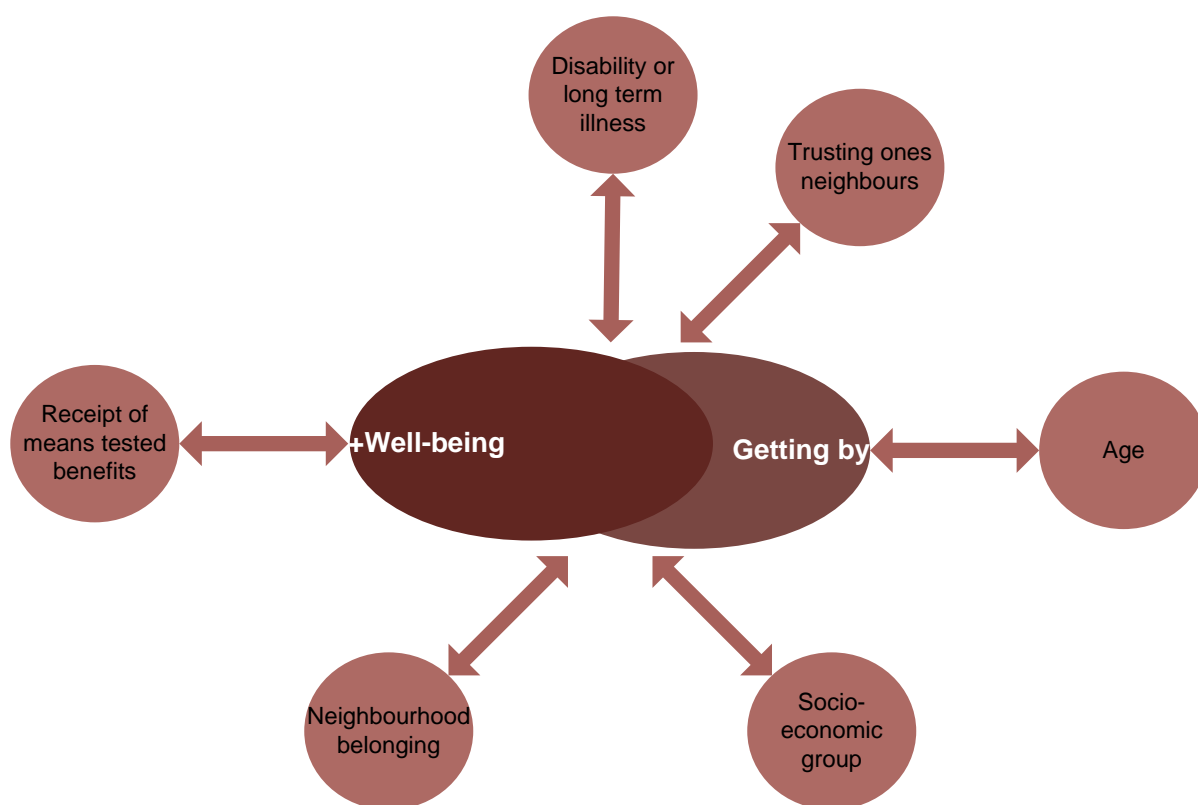 Disability or
long term
illness
Trusting ones
neighbours
Receipt of
means tested
benefits
+Well-being
Getting by
Age
Neighbourhood
belonging
Socio-
economic
group